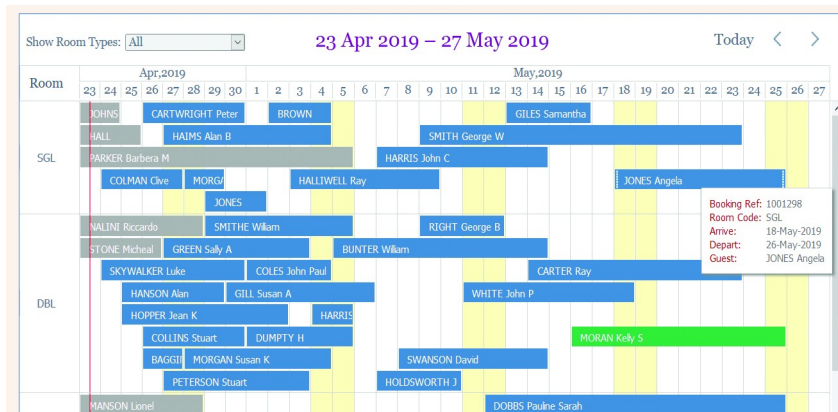 Show Room Types: All
23 Apr 2019 – 27 May 2019
Today
Room
Apr,2019
May,2019
23 24 25 26 27 28 29 30 1 2 3 4 5 6 7 8 9 10 11 12 13 14 15 16 17 18 19 20 21 22 23 24 25 26 27
SGL
JOHNS CARTWRIGHT Peter BROWN GILES Samantha
HALL HAIMS Alan B SMITH George W
PARKER Barbera M HARRIS John C
COLMAN Clive MORGA HALLIWELL Ray JONES Angela
JONES
Booking Ref: 1001298
Room Code: SGL
Arrive: 18-May-2019
Depart: 26-May-2019
Guest: JONES Angela
DBL
NALINI Riccardo SMITHE William RIGHT George B
STONE Micheal GREEN Sally A BUNTER William
SKYWALKER Luke COLES John Paul CARTER Ray
HANSON Alan GILL Susan A WHITE John P
HOPPER Jean K HARRIS
COLLINS Stuart DUMPTY H MORAN Kelly S
BAGGI MORGAN Susan K SWANSON David
PETERSON Stuart HOLDSWORTH J
MANSON Lionel DOBBS Pauline Sarah